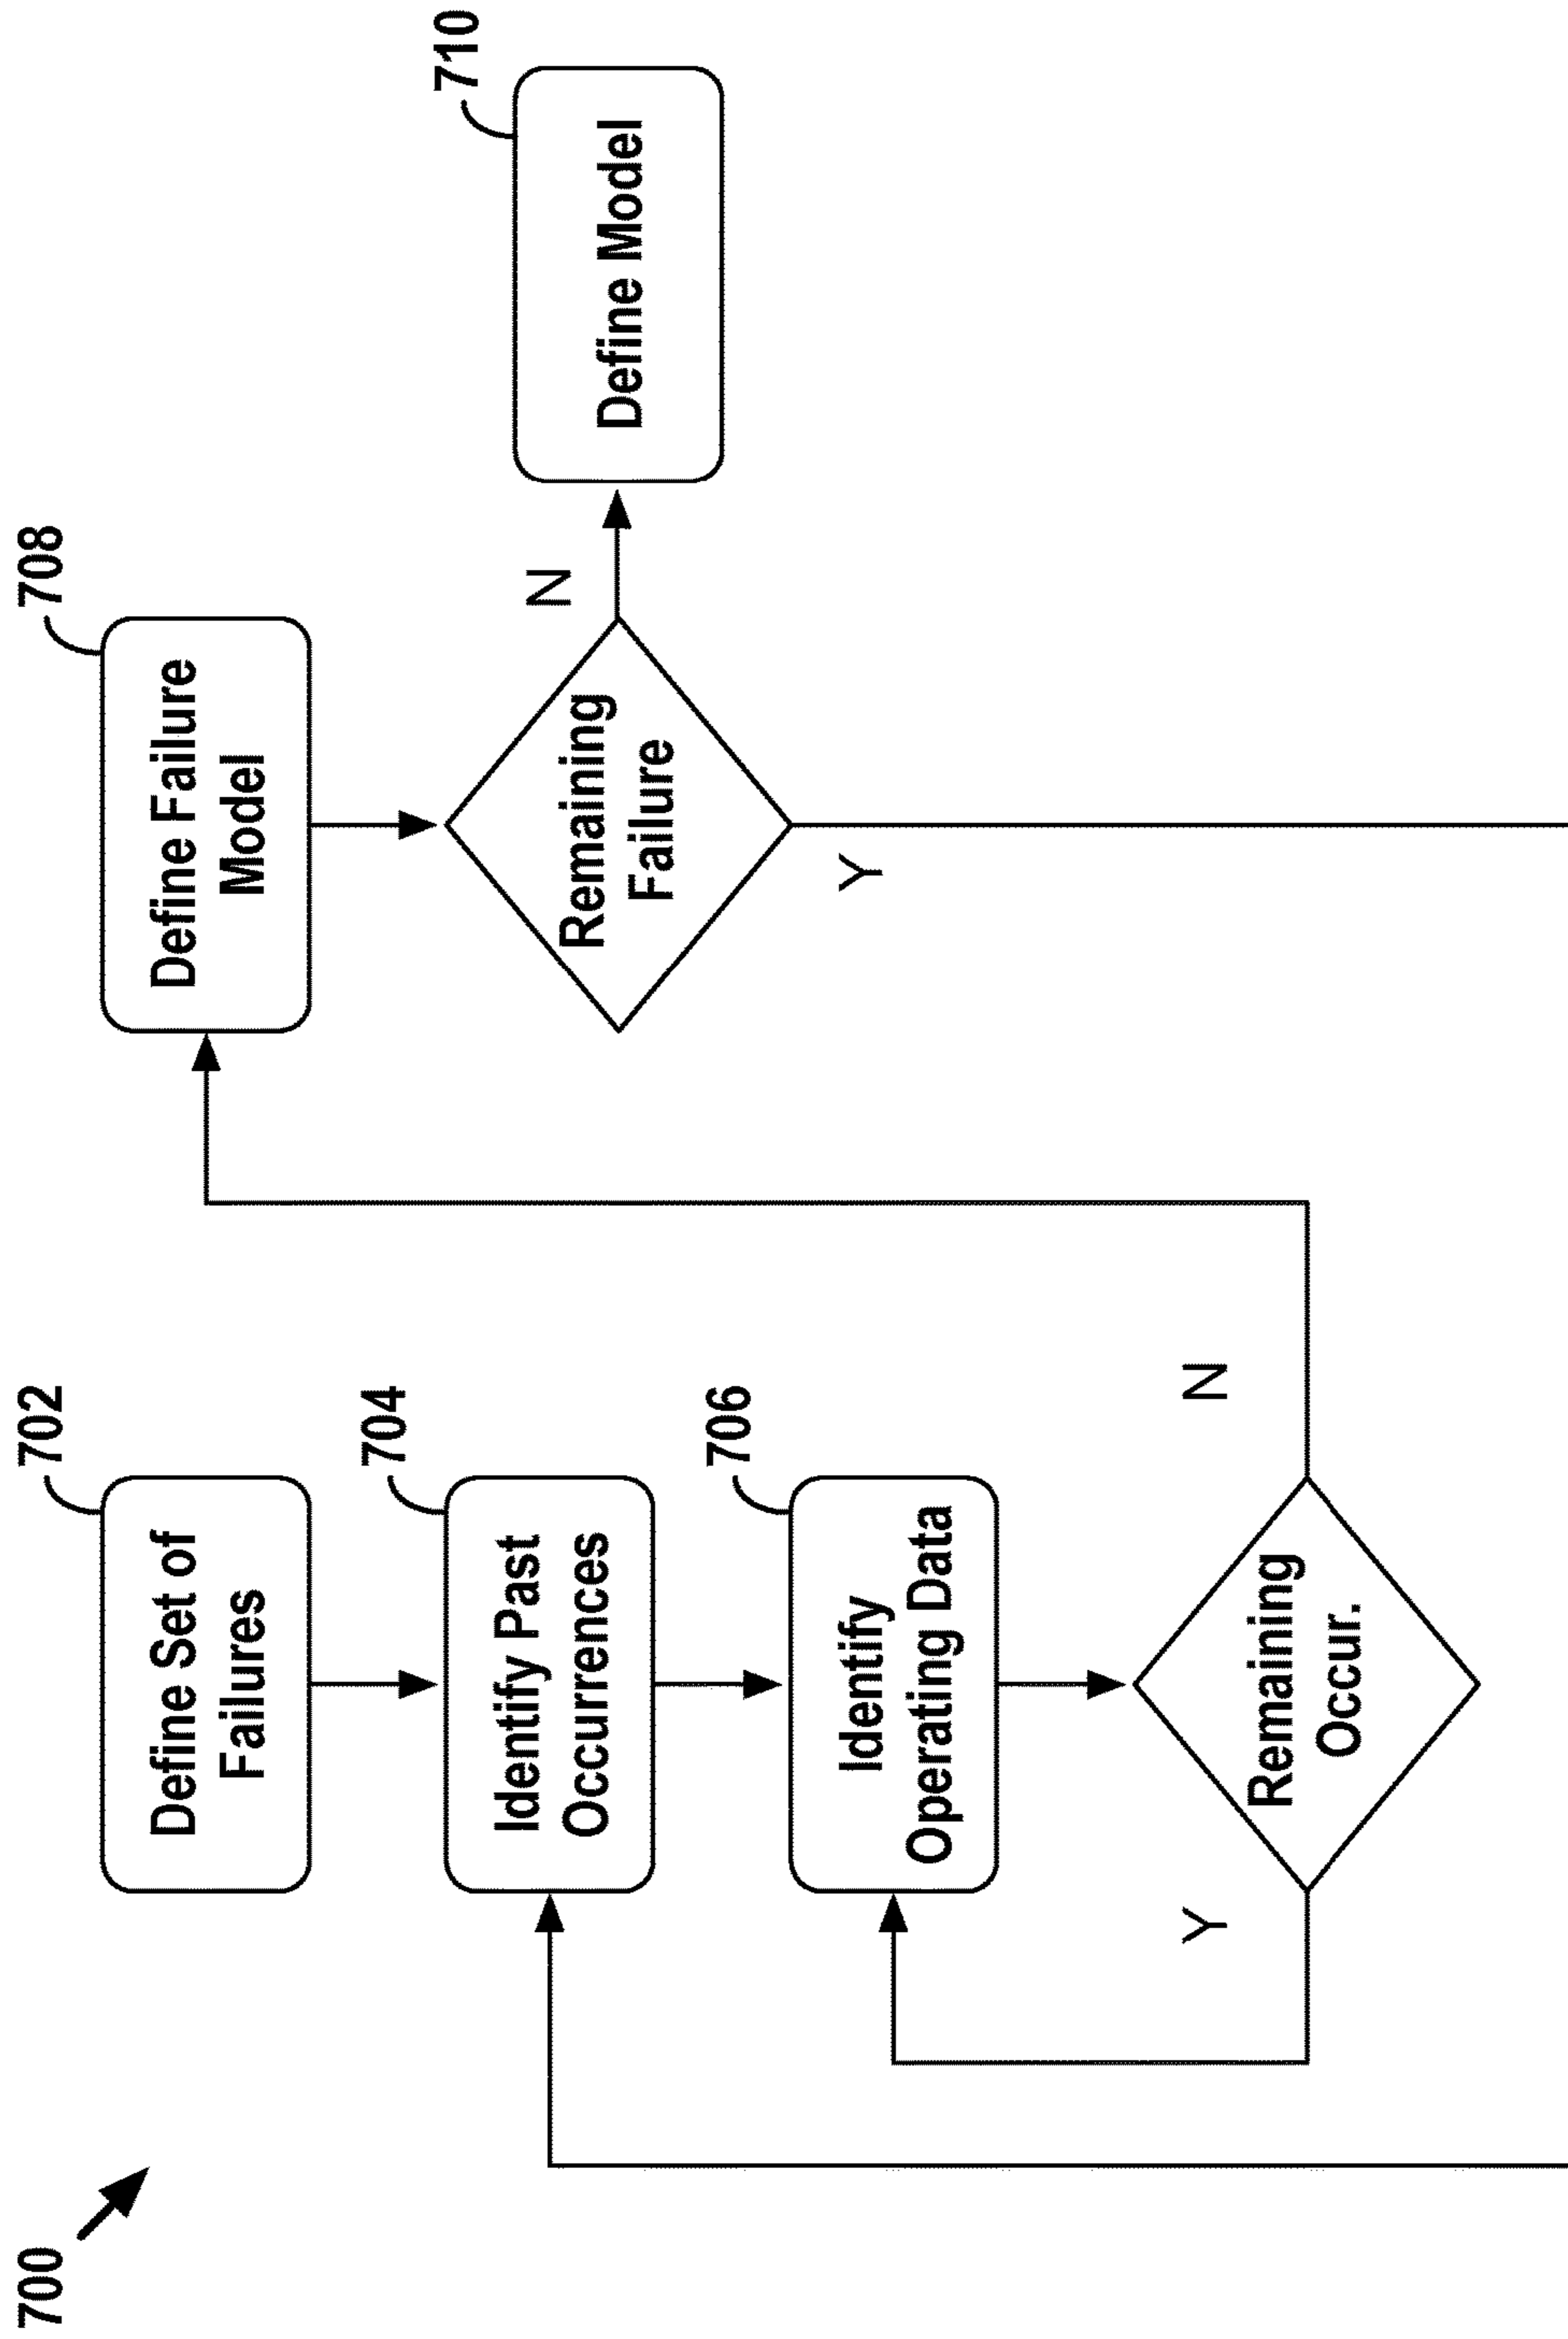 700
702
Define Set of
Failures
704
Identify Past
Occurrences
706
Identify
Operating Data
Remaining
Occur.
Y
N
708
Define Failure
Model
Remaining
Failure
N
Y
710
Define Model